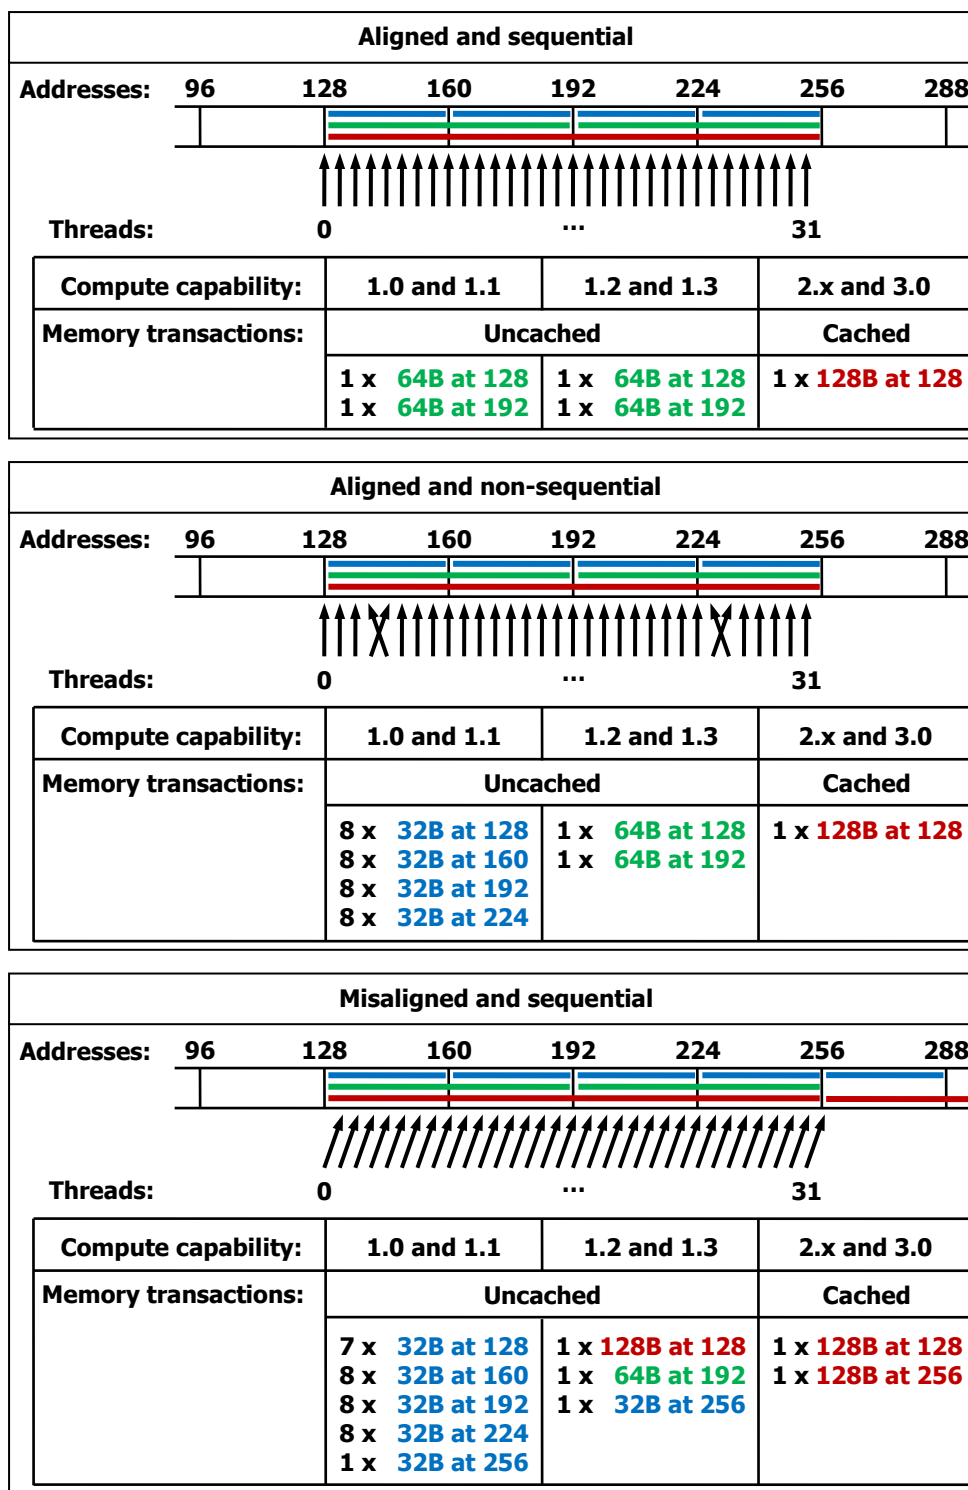 Aligned and sequential
Addresses: 96 128 160 192 224 256 288
Threads: 0 ... 31
Compute capability: 1.0 and 1.1 1.2 and 1.3 2.x and 3.0
Memory transactions: Uncached Cached
1 x 64B at 128 1 x 64B at 128 1 x 128B at 128
1 x 64B at 192 1 x 64B at 192
Aligned and non-sequential
Addresses: 96 128 160 192 224 256 288
Threads: 0 ... 31
Compute capability: 1.0 and 1.1 1.2 and 1.3 2.x and 3.0
Memory transactions: Uncached Cached
8 x 32B at 128 1 x 64B at 128 1 x 128B at 128
8 x 32B at 160 1 x 64B at 192
8 x 32B at 192
8 x 32B at 224
Misaligned and sequential
Addresses: 96 128 160 192 224 256 288
Threads: 0 ... 31
Compute capability: 1.0 and 1.1 1.2 and 1.3 2.x and 3.0
Memory transactions: Uncached Cached
7 x 32B at 128 1 x 128B at 128 1 x 128B at 128
8 x 32B at 160 1 x 64B at 192 1 x 128B at 256
8 x 32B at 192 1 x 32B at 256
8 x 32B at 224
1 x 32B at 256